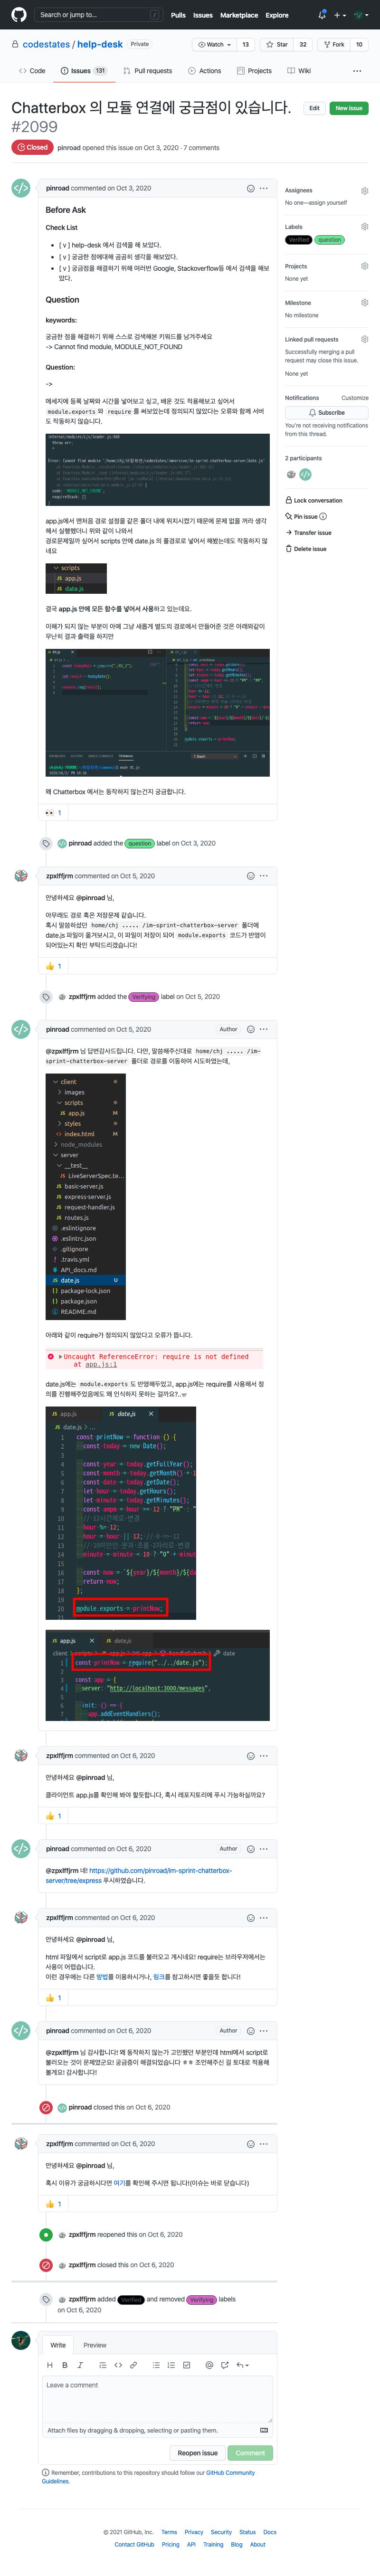 Search or jump to...
/
Pulls Issues Marketplace Explore
codestates / help-desk Private
Watch 13 Star 32 Fork 10
Code Issues 131 Pull requests Actions Projects Wiki
Chatterbox 의 모듈 연결에 궁금점이 있습니다.
#2099
Edit New issue
Closed pinroad opened this issue on Oct 3, 2020 · 7 comments
pinroad commented on Oct 3, 2020
Before Ask
Check List
[ v ] help-desk 에서 검색을 해 보았다.
[ v ] 궁금한 점에대해 곰곰히 생각을 해보았다.
[ v ] 궁금점을 해결하기 위해 여러번 Google, Stackoverflow등 에서 검색을 해보았다.
Question
keywords:
궁금한 점을 해결하기 위해 스스로 검색해본 키워드를 남겨주세요
-> Cannot find module, MODULE_NOT_FOUND
Question:
->
메세지에 등록 날짜와 시간을 넣어보고 싶고, 배운 것도 적용해보고 싶어서
module.exports 와 require 를 써보았는데 정의되지 않았다는 오류와 함께 서버
도 작동하지 않습니다.
app.js에서 맨처음 경로 설정을 같은 폴더 내에 위치시켰기 때문에 문제 없을 꺼라 생각
해서 실행했더니 위와 같이 나와서
경로문제일까 싶어서 scripts 안에 date.js 의 풀경로로 넣어서 해봤는데도 작동하지 않
네요
scripts
app.js
date.js
결국 app.js 안에 모든 함수를 넣어서 사용하고 있는데요.
이해가 되지 않는 부분이 아예 그냥 새롭게 별도의 경로에서 만들어준 것은 아래와같이
무난히 결과 출력을 하지만
왜 Chatterbox 에서는 동작하지 않는건지 궁금합니다.
1
pinroad added the question label on Oct 3, 2020
zpxlffjrm commented on Oct 5, 2020
안녕하세요 @pinroad 님,
아무래도 경로 혹은 저장문제 같습니다.
혹시 말씀하셨던 home/chj ..... /im-sprint-chatterbox-server 폴더에
date.js 파일이 옮겨보시고, 이 파일이 저장이 되어 module.exports 코드가 반영이
되어있는지 확인 부탁드리겠습니다!
1
zpxlffjrm added the Verifying label on Oct 5, 2020
pinroad commented on Oct 5, 2020 Author
@zpxlffjrm 님 답변감사드립니다. 다만, 말씀해주신대로 home/chj ..... /im-
sprint-chatterbox-server 폴더로 경로를 이동하여 시도하였는데,
client
images
scripts
app.js M
styles
index.html M
node_modules
server
__test__
LiveServerSpec.te...
basic-server.js
express-server.js
request-handler.js
routes.js
.eslintignore
.eslintrc.json
.gitignore
.travis.yml
API_docs.md
date.js U
package-lock.json
package.json
README.md
아래와 같이 require가 정의되지 않았다고 오류가 뜹니다.
Uncaught ReferenceError: require is not defined
at app.js:1
date.js에는 module.exports 도 반영해두었고, app.js에는 require를 사용해서 정
의를 진행해주었음에도 왜 인식하지 못하는 걸까요?..ㅠ
app.js date.js
date.js > ...
1 const printNow = function () {
2 const today = new Date();
3
4 const year = today.getFullYear();
5 const month = today.getMonth() + 1
6 const date = today.getDate();
7 let hour = today.getHours();
8 let minute = today.getMinutes();
9 const ampm = hour >= 12 ? "PM" : "
10 // 12시간제로 변경
11 hour %= 12;
12 hour = hour || 12; // 0 => 12
13 // 10미만인 분과 초를 2자리로 변경
14 minute = minute < 10 ? "0" + minut
15
16 const now = `${year}/${month}/${da
17 return now;
18 };
19
20 module.exports = printNow;
21
app.js date.js
client > scripts > app.js > app > handleSubmit > date
1 const printNow = require("../../date.js");
2
3 const app = {
4 server: "http://localhost:3000/messages",
5
6 init: () => {
7 app.addEventHandlers();
zpxlffjrm commented on Oct 6, 2020
안녕하세요 @pinroad 님,
클라이언트 app.js를 확인해 봐야 할듯합니다, 혹시 레포지토리에 푸시 가능하실까요?
1
pinroad commented on Oct 6, 2020 Author
@zpxlffjrm 네! https://github.com/pinroad/im-sprint-chatterbox-
server/tree/express 푸시하였습니다.
zpxlffjrm commented on Oct 6, 2020
안녕하세요 @pinroad 님,
html 파일에서 script로 app.js 코드를 불러오고 계시네요! require는 브라우져에서는
사용이 어렵습니다.
이런 경우에는 다른 방법을 이용하시거나, 링크를 참고하시면 좋을듯 합니다!
1
pinroad commented on Oct 6, 2020 Author
@zpxlffjrm 님 감사합니다! 왜 동작하지 않는가 고민했던 부분인데 html에서 script로
불러오는 것이 문제였군요! 궁금증이 해결되었습니다 ㅎㅎ 조언해주신 걸 토대로 적용해
볼게요! 감사합니다!
pinroad closed this on Oct 6, 2020
zpxlffjrm commented on Oct 6, 2020
안녕하세요 @pinroad 님,
혹시 이유가 궁금하시다면 여기를 확인해 주시면 됩니다!(이슈는 바로 닫습니다)
1
zpxlffjrm reopened this on Oct 6, 2020
zpxlffjrm closed this on Oct 6, 2020
zpxlffjrm added Verified and removed Verifying labels
on Oct 6, 2020
Write Preview
Leave a comment
Attach files by dragging & dropping, selecting or pasting them.
Reopen issue Comment
Remember, contributions to this repository should follow our GitHub Community
Guidelines.
Assignees
No one—assign yourself
Labels
Verified question
Projects
None yet
Milestone
No milestone
Linked pull requests
Successfully merging a pull
request may close this issue.
None yet
Notifications Customize
Subscribe
You're not receiving notifications
from this thread.
2 participants
Lock conversation
Pin issue
Transfer issue
Delete issue
© 2021 GitHub, Inc. Terms Privacy Security Status Docs
Contact GitHub Pricing API Training Blog About